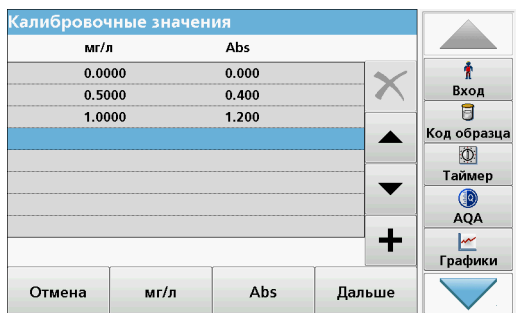 Калибровочные значения
мг/л Abs
0.0000 0.000
0.5000 0.400
1.0000 1.200
Отмена мг/л Abs Дальше
Вход
Код образца
Таймер
AQA
Графики